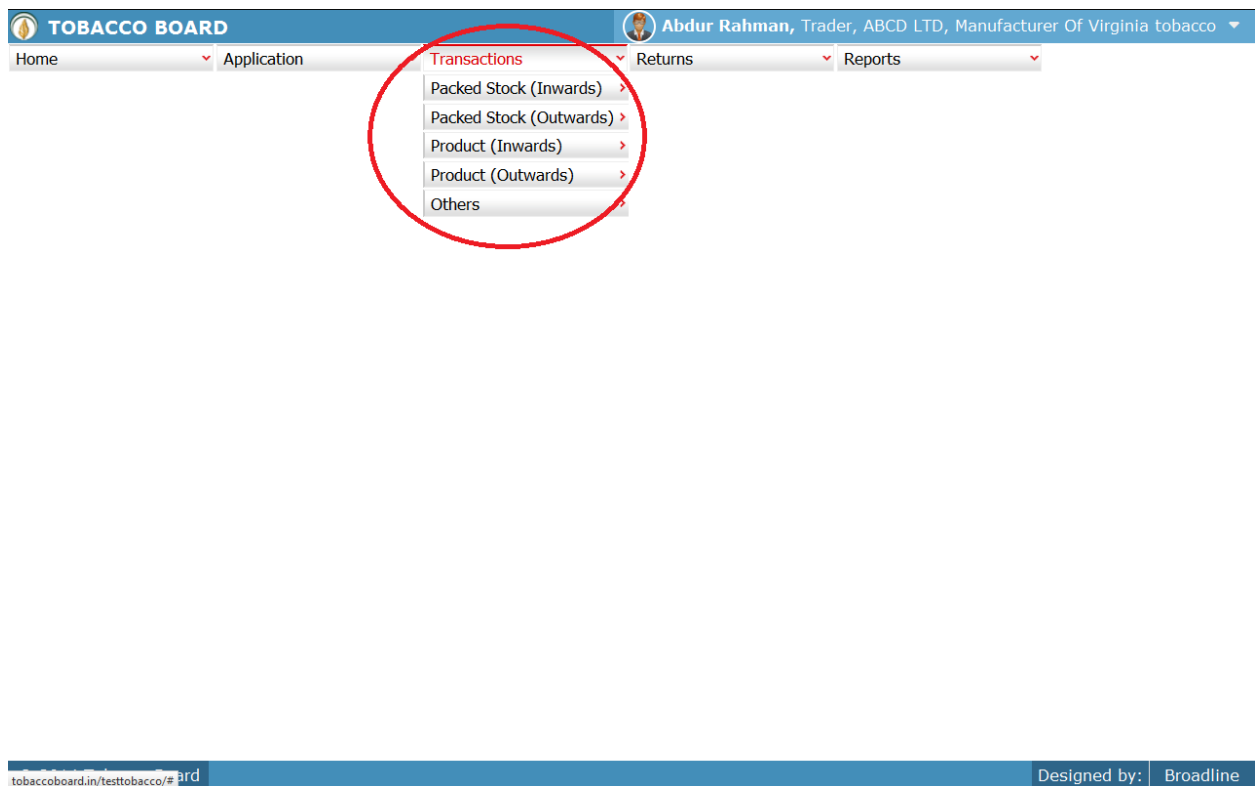 TOBACCO BOARD Abdur Rahman, Trader, ABCD LTD, Manufacturer Of Virginia tobacco
Home Application Transactions Returns Reports
Packed Stock (Inwards)
Packed Stock (Outwards)
Product (Inwards)
Product (Outwards)
Others
ard Designed by: Broadline
tobaccoboard.in/testtobacco/#